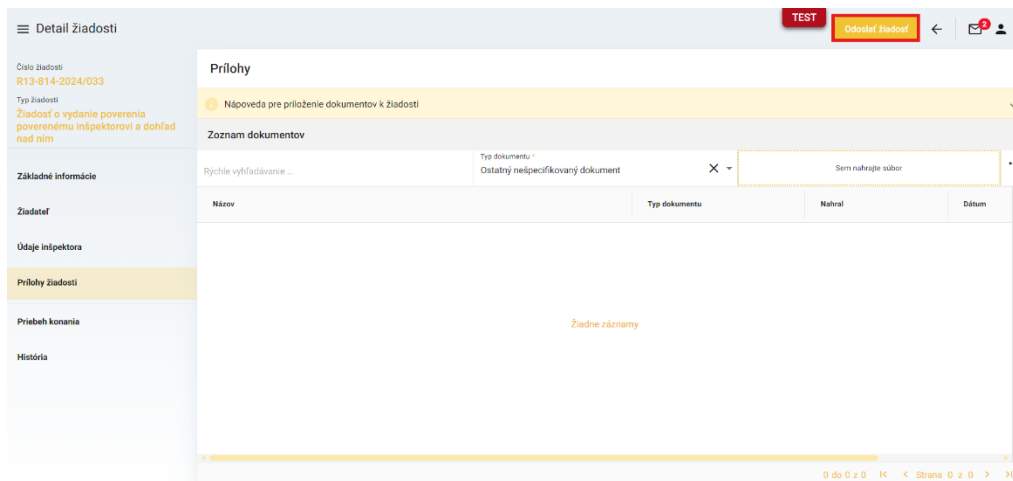 Detail žiadosti
TEST
Odoslať žiadosť
2
Číslo žiadosti
R13-814-2024/033
Typ žiadosti
Žiadosť o vydanie poverenia
poverenému inšpektorovi a dohľad
nad ním
Základné informácie
Žiadateľ
Údaje inšpektora
Prílohy žiadosti
Priebeh konania
História
Prílohy
Nápoveda pre priloženie dokumentov k žiadosti
Zoznam dokumentov
Rýchle vyhľadávanie ...
Typ dokumentu *
Ostatný nešpecifikovaný dokument
Sem nahrajte súbor
Názov
Typ dokumentu
Nahral
Dátum
Žiadne záznamy
0 do 0 z 0
Strana 0 z 0